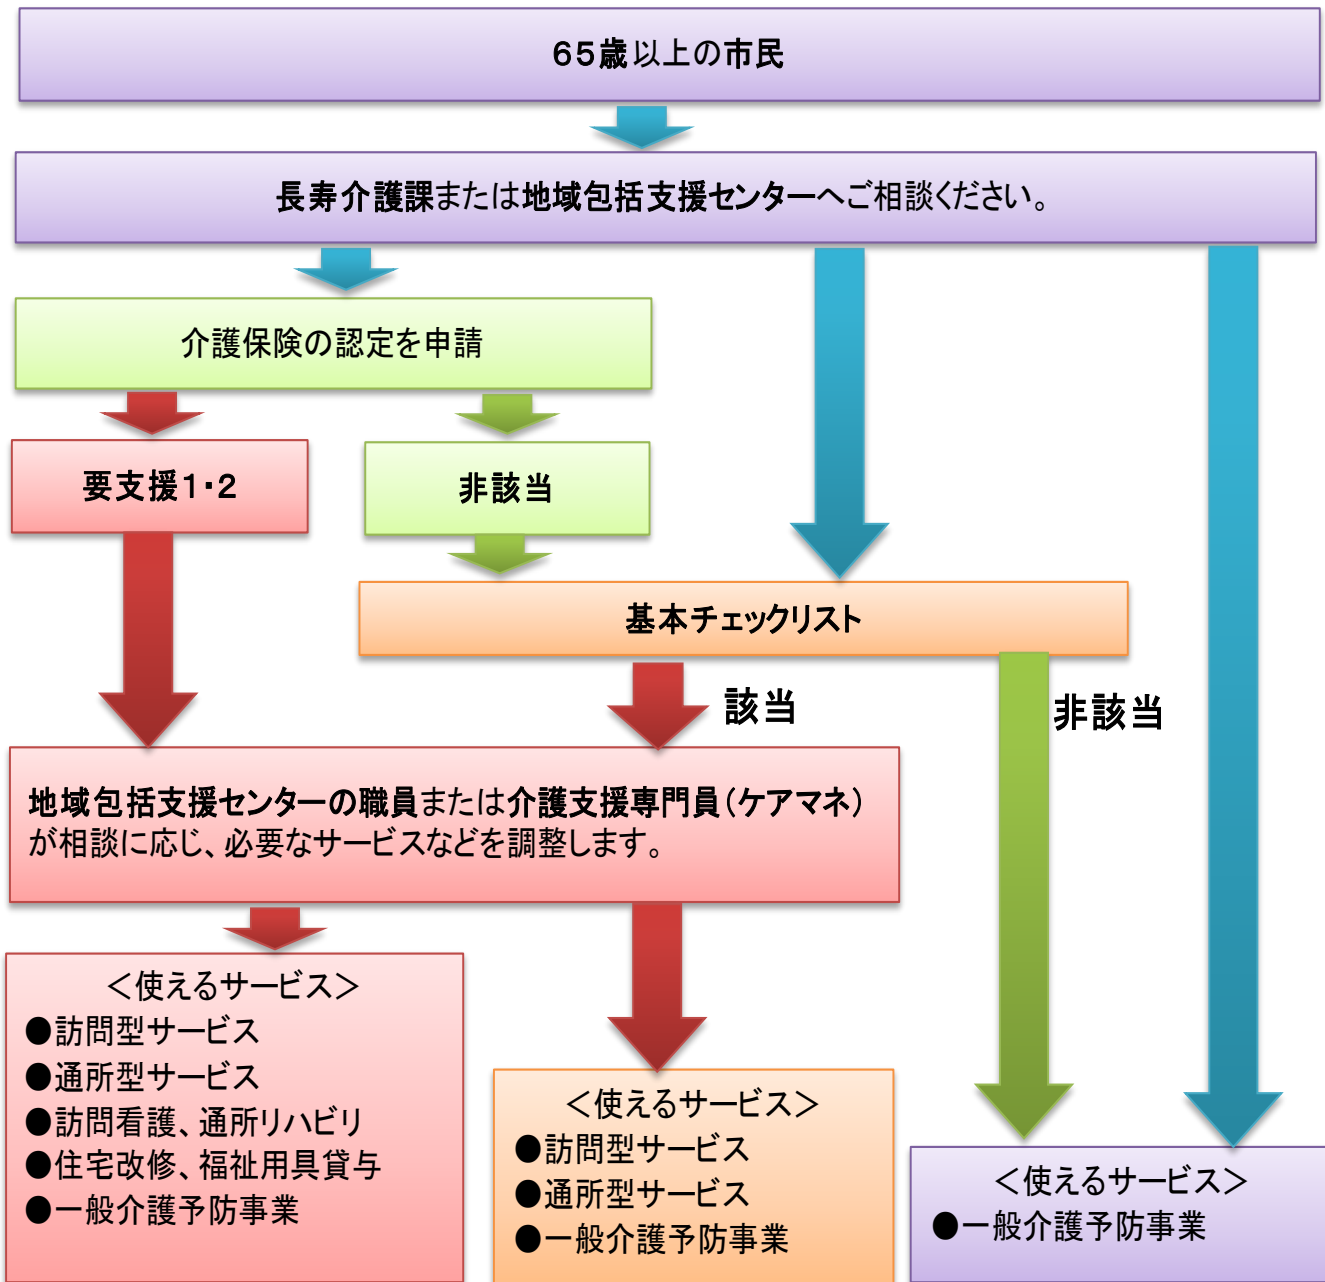 65歳以上の市民
長寿介護課または地域包括支援センターへご相談ください。
介護保険の認定を申請
要支援1・2
非該当
基本チェックリスト
該当
非該当
地域包括支援センターの職員または介護支援専門員（ケアマネ）
が相談に応じ、必要なサービスなどを調整します。
＜使えるサービス＞
●訪問型サービス
●通所型サービス
●訪問看護、通所リハビリ
●住宅改修、福祉用具貸与
●一般介護予防事業
＜使えるサービス＞
●訪問型サービス
●通所型サービス
●一般介護予防事業
＜使えるサービス＞
●一般介護予防事業